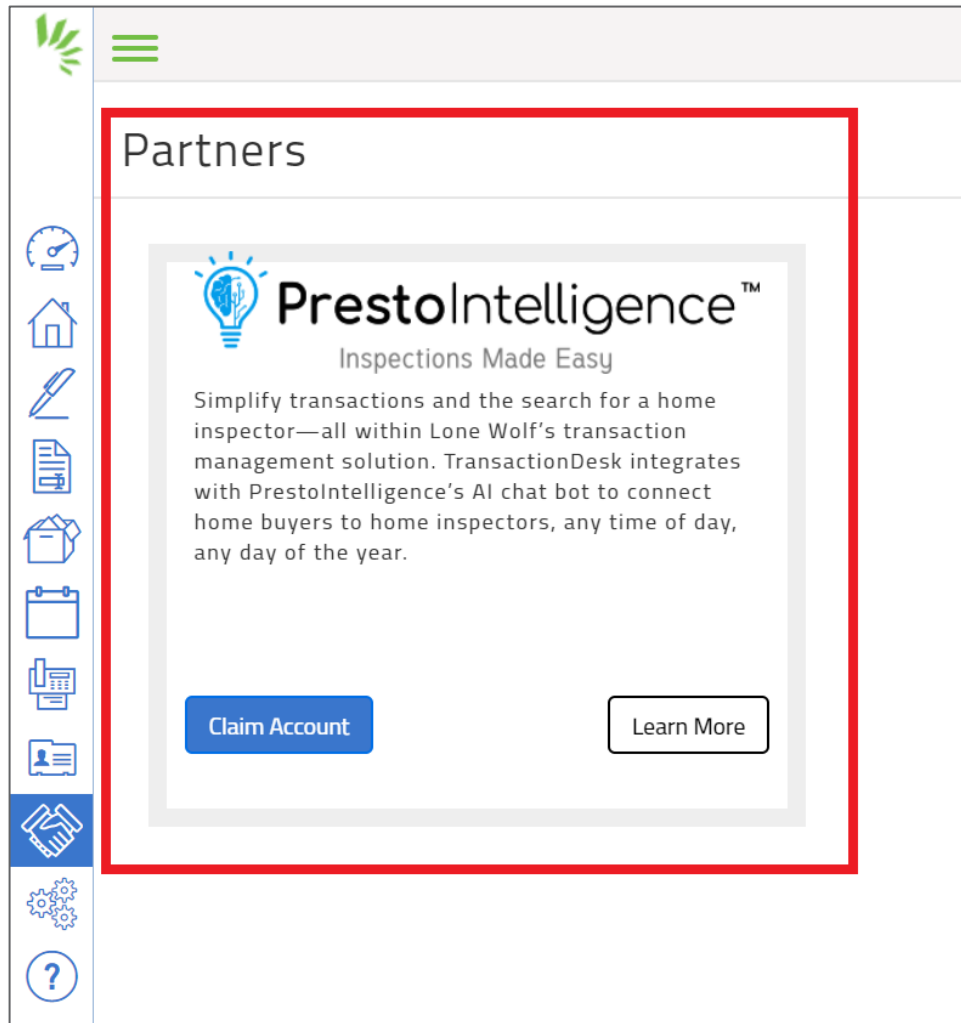 Partners
PrestoIntelligence™
Inspections Made Easy
Simplify transactions and the search for a home
inspector—all within Lone Wolf’s transaction
management solution. TransactionDesk integrates
with PrestoIntelligence’s AI chat bot to connect
home buyers to home inspectors, any time of day,
any day of the year.
Claim Account
Learn More
?